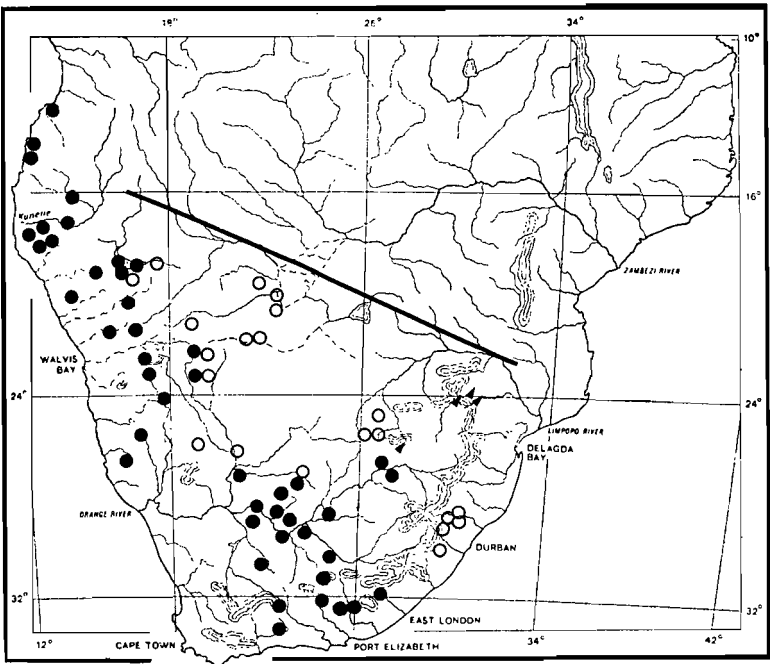 18° 26° 34°
10°
16°
Kunene
ZAMBEZI RIVER
WALVIS
BAY
24° 24°
LIMPOPO RIVER
DELAGDA
BAY
ORANGE RIVER
DURBAN
32° 32°
EAST LONDON
CAPE TOWN PORT ELIZABETH
12° 34° 42°